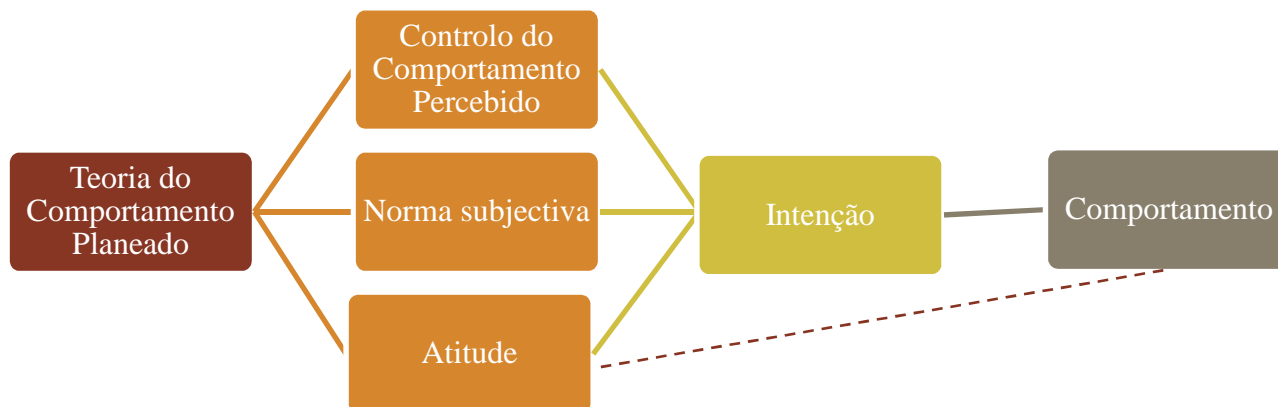 Teoria do
Comportamento
Planeado
Controlo do
Comportamento
Percebido
Norma subjectiva
Atitude
Intenção
Comportamento